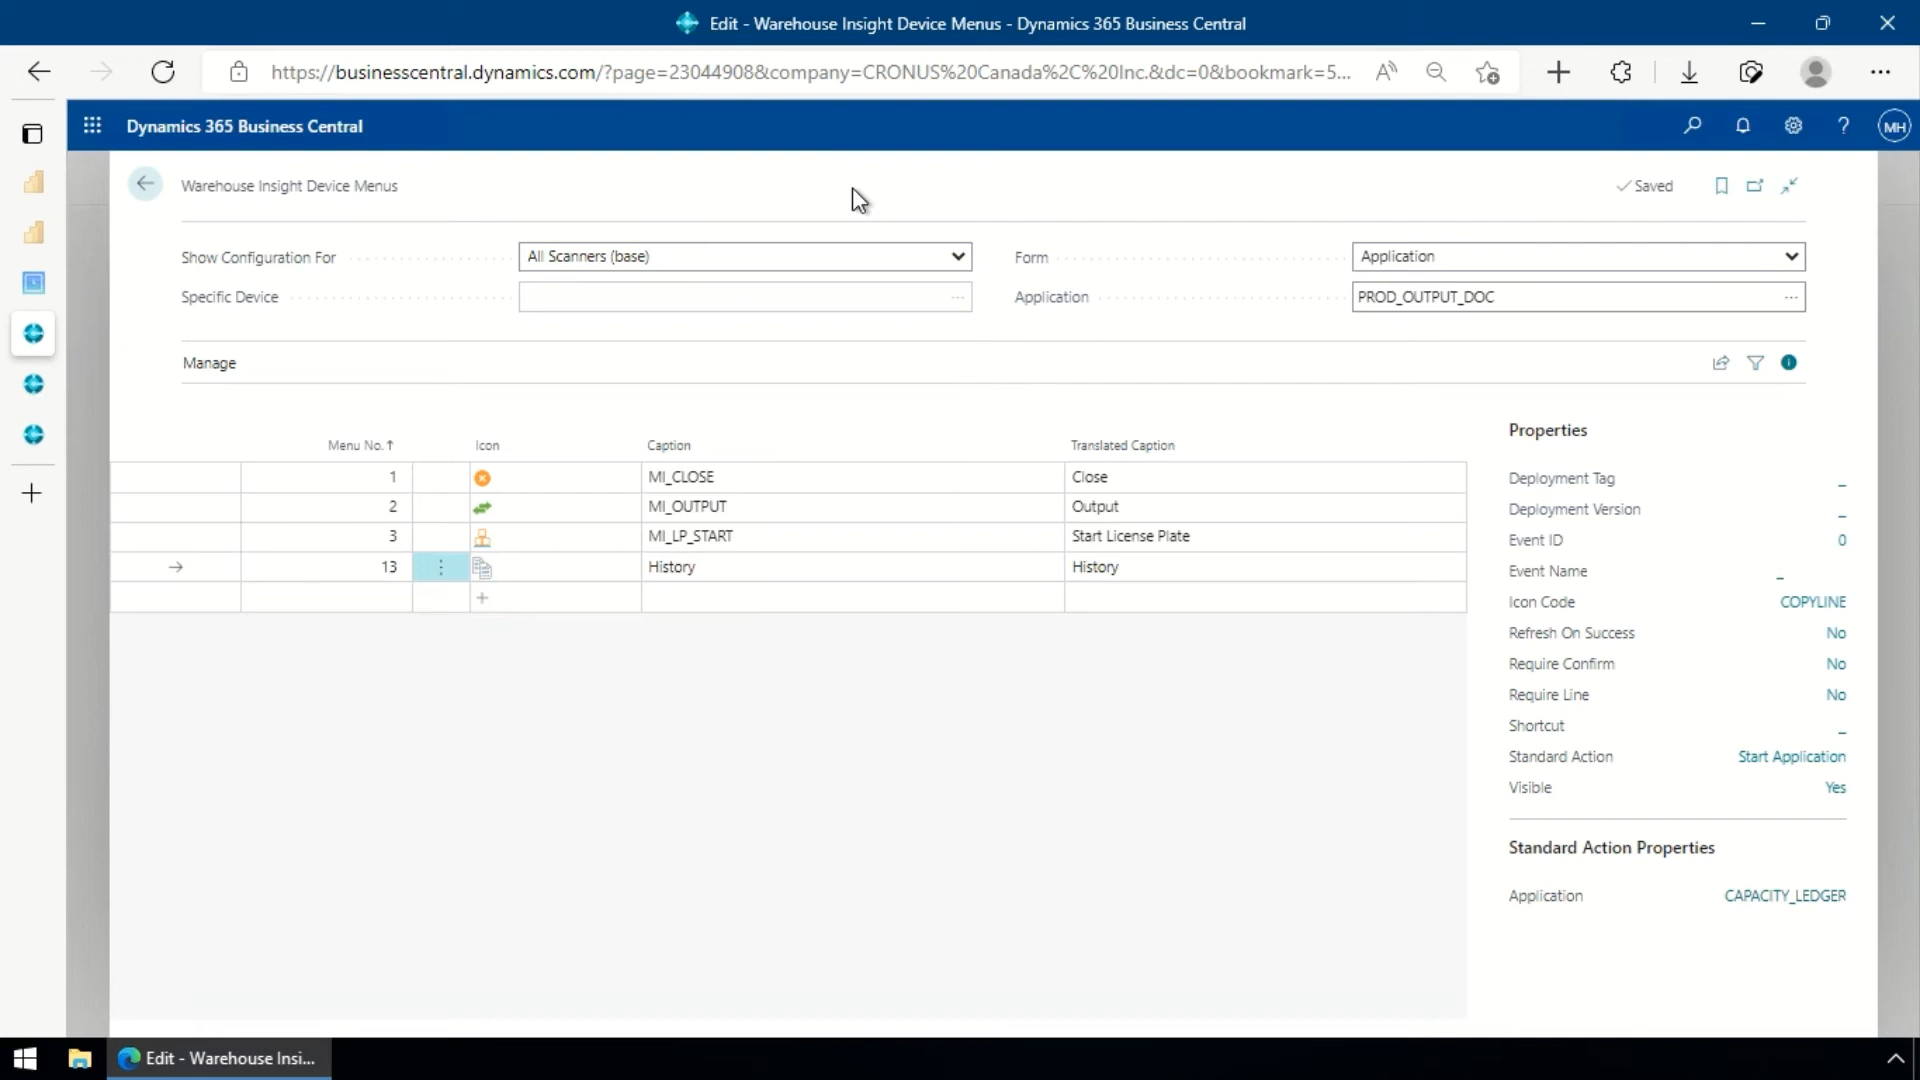 Edit - Warehouse Insight Device Menus - Dynamics 365 Business Central
https://businesscentral.dynamics.com/?page=23044908&company=CRONUS%20Canada%2C%20Inc.&dc=0&bookmark=5...
Dynamics 365 Business Central
MH
Warehouse Insight Device Menus
Saved
Show Configuration For
All Scanners (base)
Form
Application
Specific Device
Application
PROD_OUTPUT_DOC
Manage
Menu No. ↑ Icon Caption Translated Caption
1 MI_CLOSE Close
2 MI_OUTPUT Output
3 MI_LP_START Start License Plate
13 History History
Properties
Deployment Tag _
Deployment Version _
Event ID 0
Event Name _
Icon Code COPYLINE
Refresh On Success No
Require Confirm No
Require Line No
Shortcut _
Standard Action Start Application
Visible Yes
Standard Action Properties
Application CAPACITY_LEDGER
Edit - Warehouse Insi...